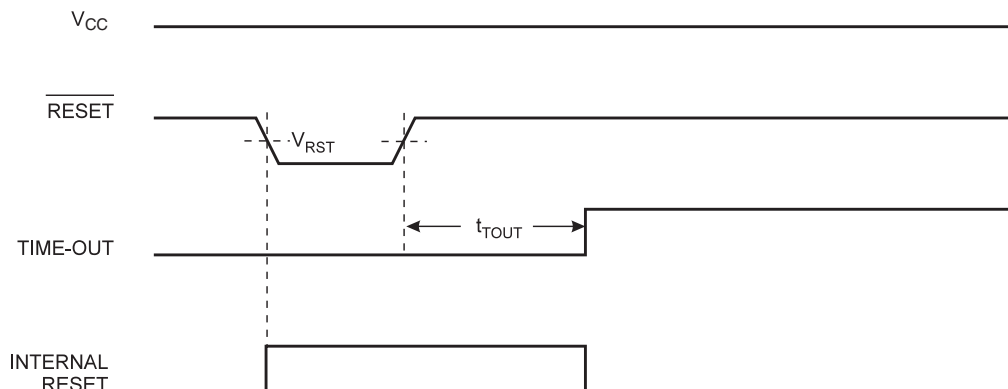 VCC
RESET
VRST
tTOUT
TIME-OUT
INTERNAL
RESET